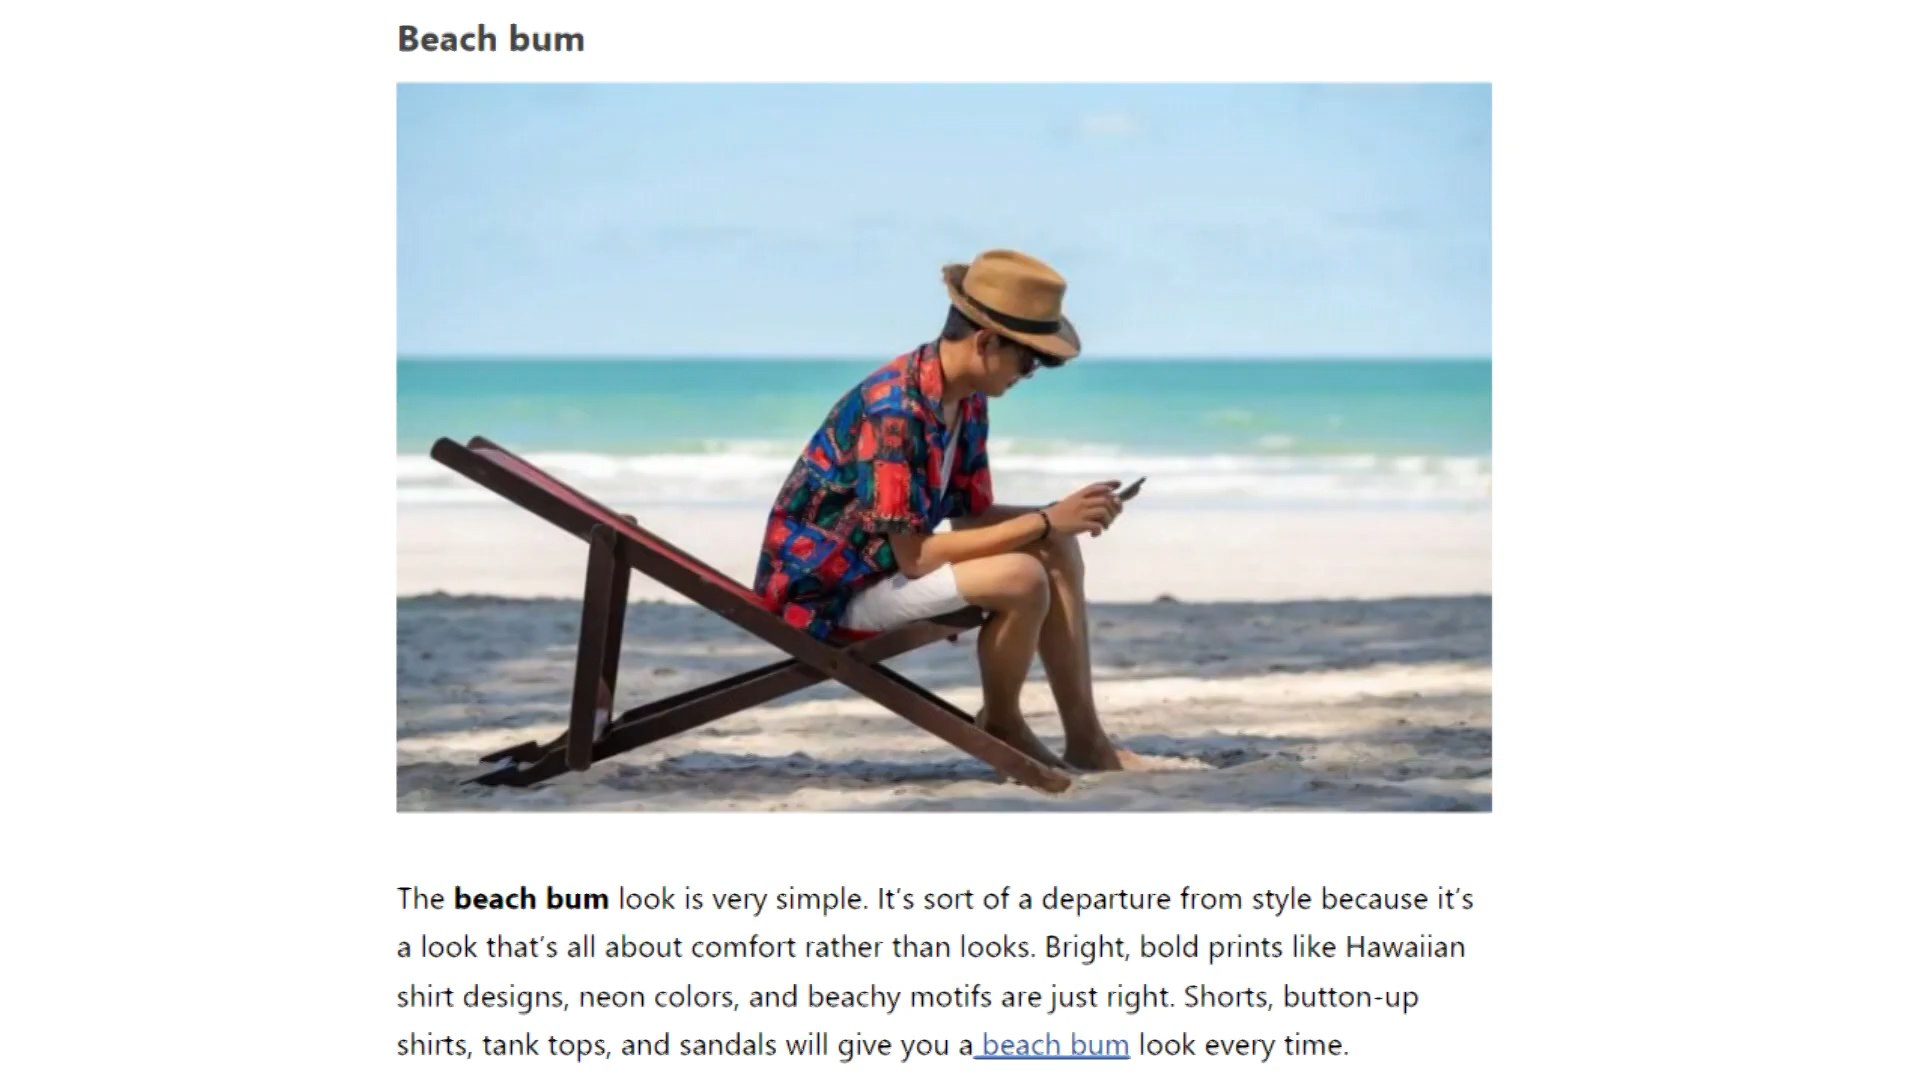 Beach bum
The beach bum look is very simple. It’s sort of a departure from style because it’s
a look that’s all about comfort rather than looks. Bright, bold prints like Hawaiian
shirt designs, neon colors, and beachy motifs are just right. Shorts, button-up
shirts, tank tops, and sandals will give you a beach bum look every time.